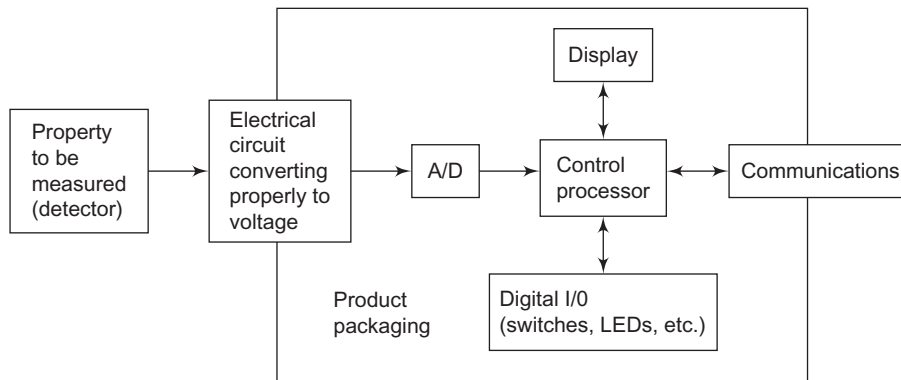 Display
Property
to be
measured
(detector)
Electrical
circuit
converting
properly to
voltage
A/D
Control
processor
Communications
Product
packaging
Digital I/0
(switches, LEDs, etc.)